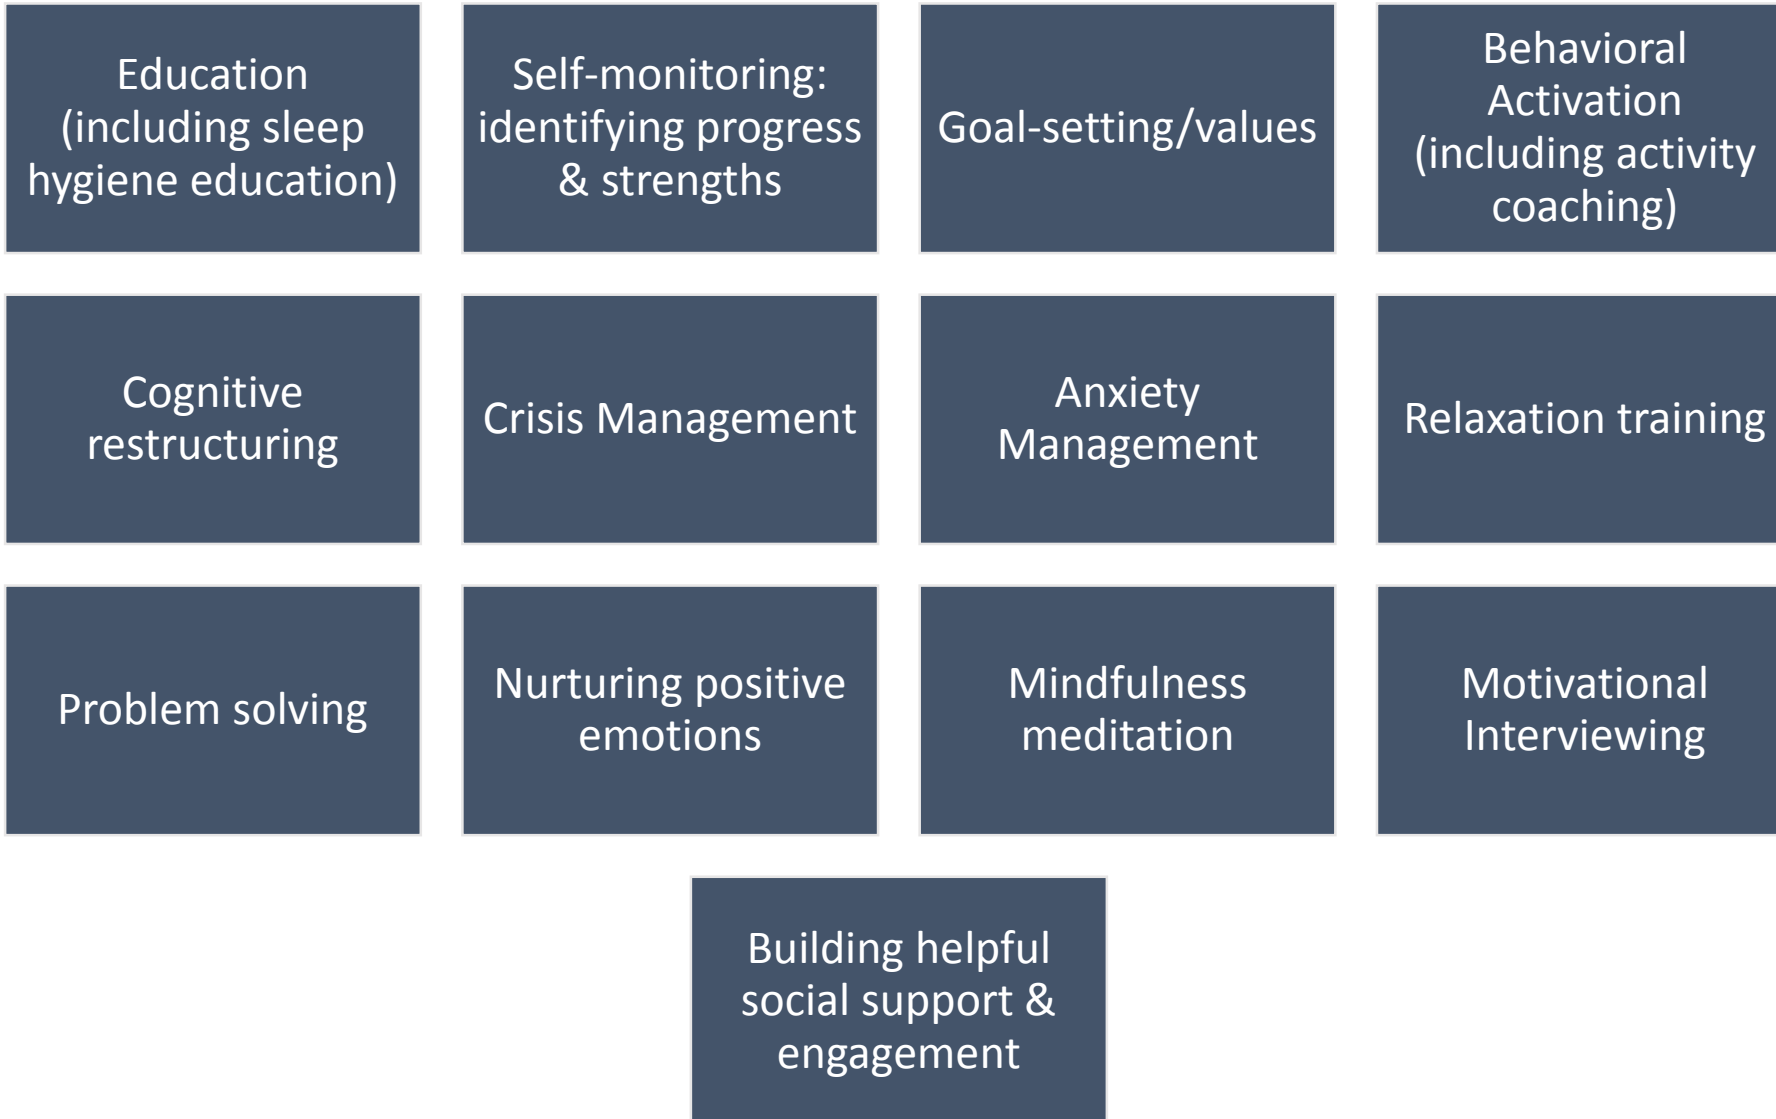 Education
(including sleep
hygiene education)
Self-monitoring:
identifying progress
& strengths
Goal-setting/values
Behavioral
Activation
(including activity
coaching)
Cognitive
restructuring
Crisis Management
Anxiety
Management
Relaxation training
Problem solving
Nurturing positive
emotions
Mindfulness
meditation
Motivational
Interviewing
Building helpful
social support &
engagement